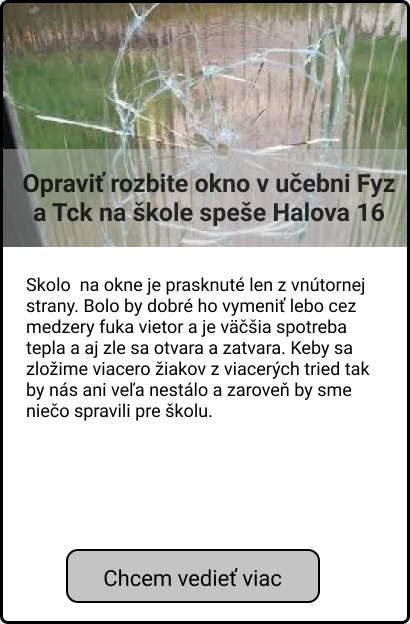 Opraviť rozbite okno v učebni Fyz
a Tck na škole speše Halova 16
Skolo  na okne je prasknuté len z vnútornej
strany. Bolo by dobré ho vymeniť lebo cez
medzery fuka vietor a je väčšia spotreba
tepla a aj zle sa otvara a zatvara. Keby sa
zložime viacero žiakov z viacerých tried tak
by nás ani veľa nestálo a zaroveň by sme
niečo spravili pre školu.
Chcem vedieť viac